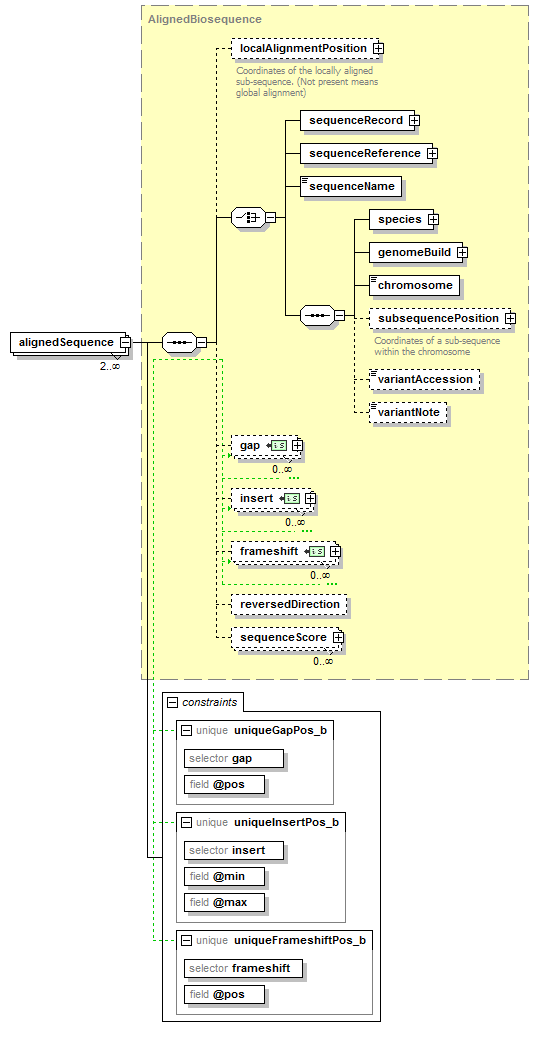 AlignedBiosequence
localAlignmentPosition
Coordinates of the locally aligned
sub-sequence. (Not present means
global alignment)
sequenceRecord
sequenceReference
sequenceName
species
genomeBuild
chromosome
subsequencePosition
Coordinates of a sub-sequence
within the chromosome
variantAccession
variantNote
alignedSequence
2..∞
gap
0..∞
insert
0..∞
frameshift
0..∞
reversedDirection
sequenceScore
0..∞
constraints
unique uniqueGapPos_b
selector gap
field @pos
unique uniqueInsertPos_b
selector insert
field @min
field @max
unique uniqueFrameshiftPos_b
selector frameshift
field @pos